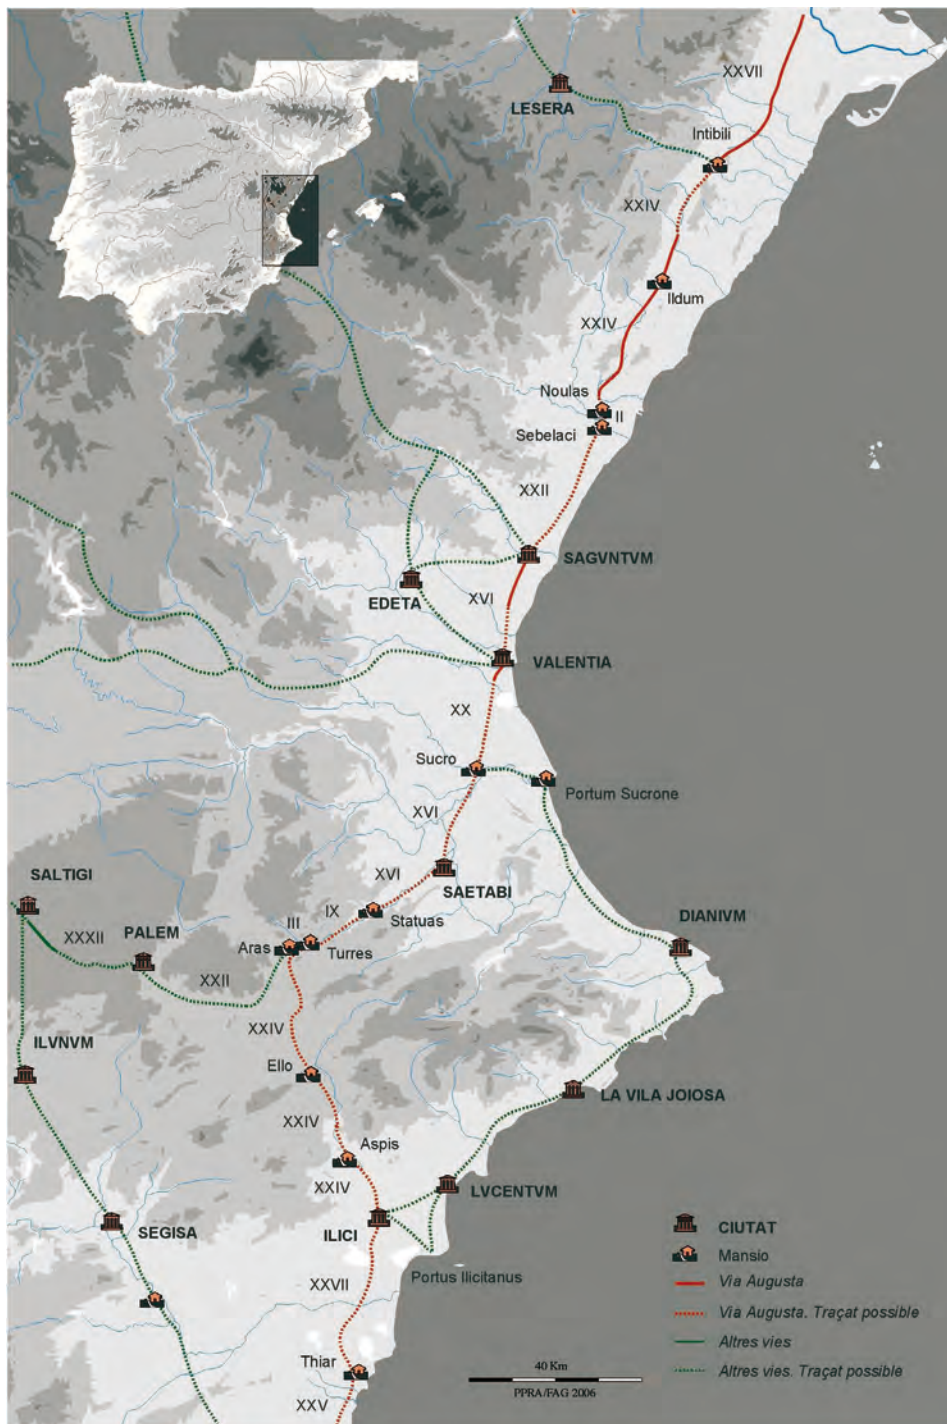 XXVII
LESERA
Intibili
XXIV
Ildum
XXIV
Noulas
II
Sebelaci
XXII
SAGVNTVM
EDETA
XVI
VALENTIA
XX
Sucro
Portum Sucrone
XVI
SAETABI
XVI
SALTIGI
IX
Statuas
DIANIVM
III
XXXII
PALEM
Aras
Turres
XXII
XXIV
ILVNVM
Ello
LA VILA JOIOSA
XXIV
Aspis
XXIV
LVCENTVM
SEGISA
ILICI
CIUTAT
Mansio
Portus Ilicitanus
XXVII
Via Augusta
Via Augusta. Traçat possible
Altres vies
Thiar
40 Km
Altres vies. Traçat possible
PPRA/FAG 2006
XXV